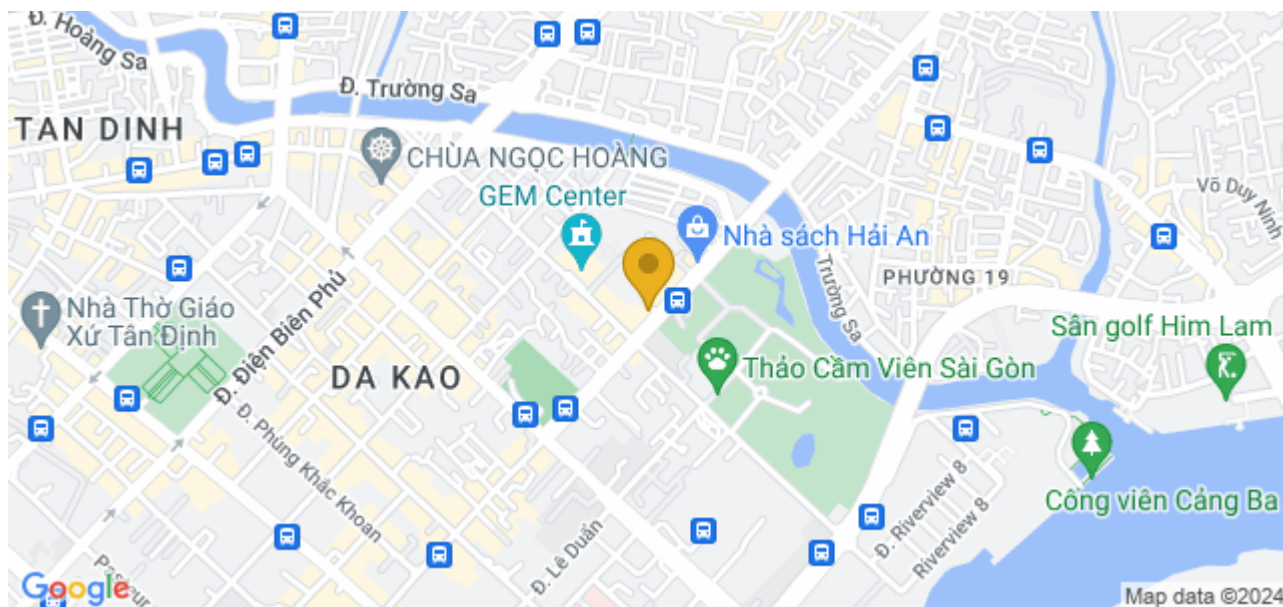 Đ. Hoảng Sa
Đ. Trường Sa
TAN DINH
CHÙA NGỌC HOÀNG
GEM Center
Võ Duy Ninh
Nhà sách Hải An
Trường Sa
PHƯỜNG 19
Nhà Thờ Giáo
Xứ Tân Định
Đ. Điện Biên Phủ
Sân golf Him Lam
DA KAO
Thảo Cầm Viên Sài Gòn
Đ. Phùng Khắc Khoan
Công viên Cảng Ba
Đ. Riverview 8
Riverview 8
Đ. Lê Duẩn
Google
Map data ©2024